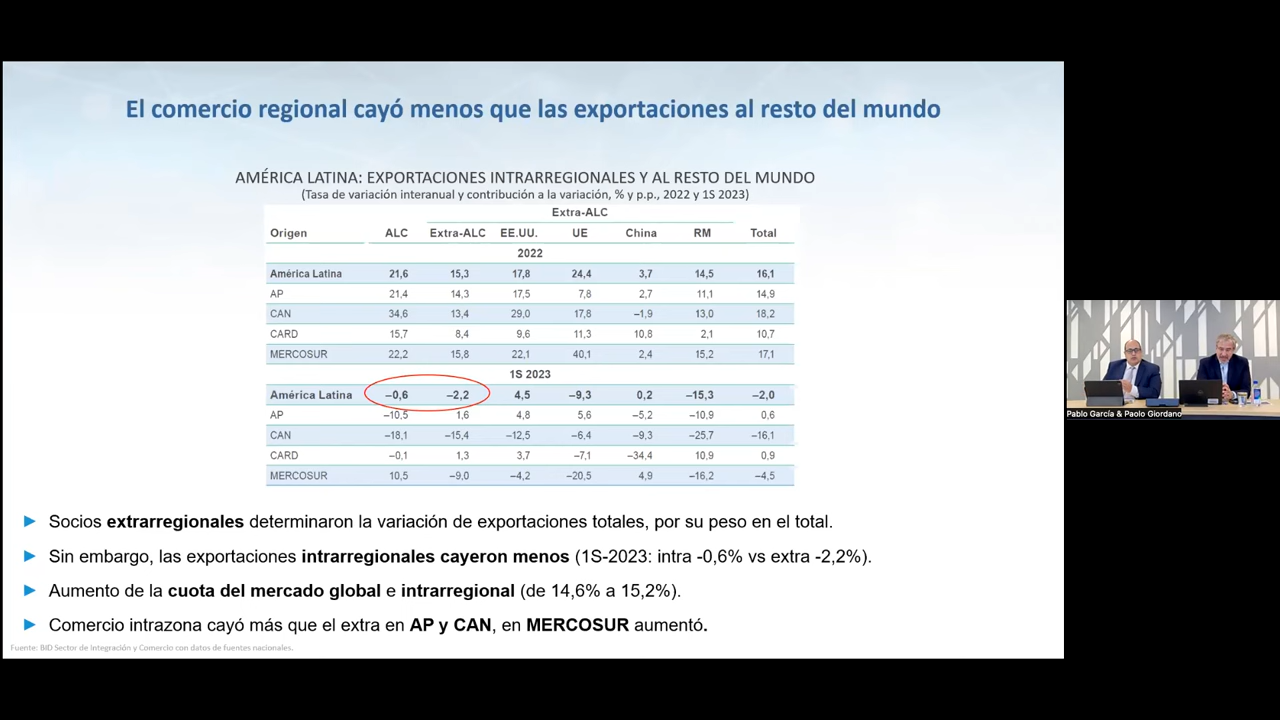 El comercio regional cayó menos que las exportaciones al resto del mundo
AMÉRICA LATINA: EXPORTACIONES INTRARREGIONALES Y AL RESTO DEL MUNDO
(Tasa de variación interanual y contribución a la variación, % y p.p., 2022 y 1S 2023)
Extra-ALC
Origen ALC Extra-ALC EE.UU. UE China RM Total
2022
América Latina 21,6 15,3 17,8 24,4 3,7 14,5 16,1
AP 21,4 14,3 17,5 7,8 2,7 11,1 14,9
CAN 34,6 13,4 29,0 17,8 –1,9 13,0 18,2
CARD 15,7 8,4 9,6 11,3 10,8 2,1 10,7
MERCOSUR 22,2 15,8 22,1 40,1 2,4 15,2 17,1
1S 2023
América Latina –0,6 –2,2 4,5 –9,3 0,2 –15,3 –2,0
AP –10,5 1,6 4,8 5,6 –5,2 –10,9 0,6
CAN –18,1 –15,4 –12,5 –6,4 –9,3 –25,7 –16,1
CARD –0,1 1,3 3,7 –7,1 –34,4 10,9 0,9
MERCOSUR 10,5 –9,0 –4,2 –20,5 4,9 –16,2 –4,5
► Socios extrarregionales determinaron la variación de exportaciones totales, por su peso en el total.
► Sin embargo, las exportaciones intrarregionales cayeron menos (1S-2023: intra -0,6% vs extra -2,2%).
► Aumento de la cuota del mercado global e intrarregional (de 14,6% a 15,2%).
► Comercio intrazona cayó más que el extra en AP y CAN, en MERCOSUR aumentó.
Fuente: BID Sector de Integración y Comercio con datos de fuentes nacionales.
Pablo García & Paolo Giordano